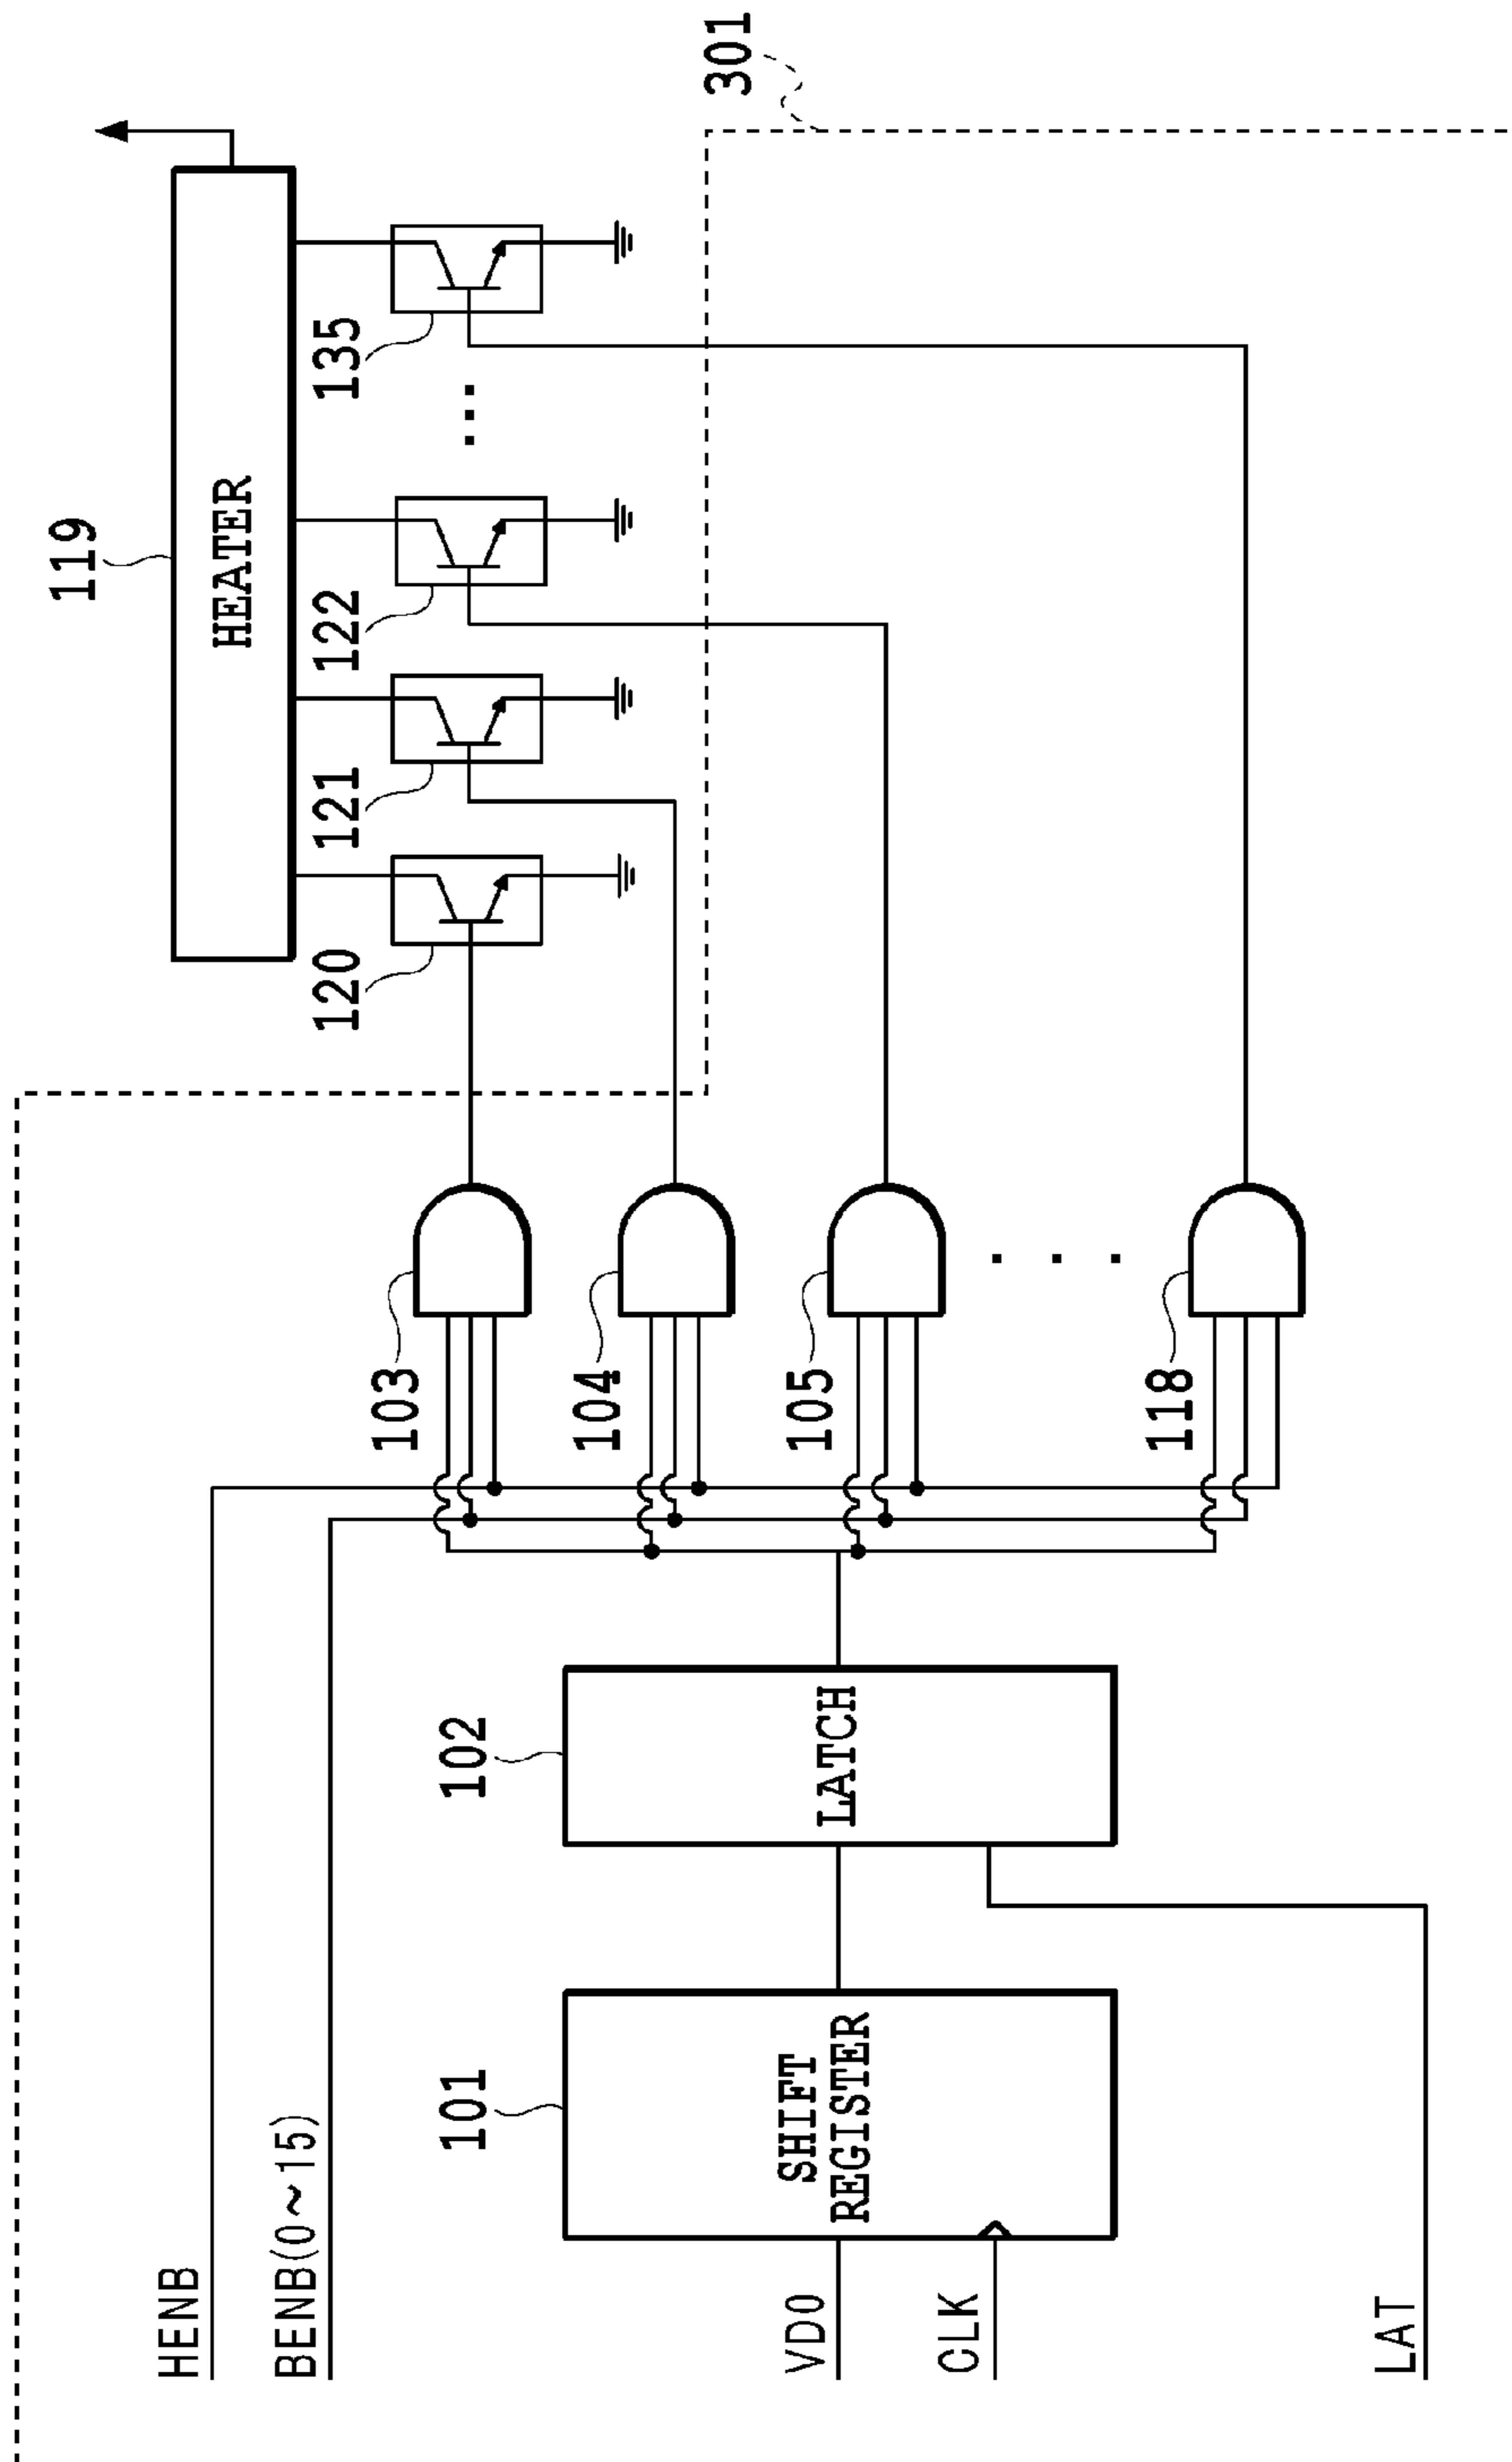 301
119
HEATER
120
121
122
...
135
103
104
105
. . .
118
HENB
BENB(0~15)
101
SHIFT
REGISTER
102
LATCH
VDO
CLK
LAT